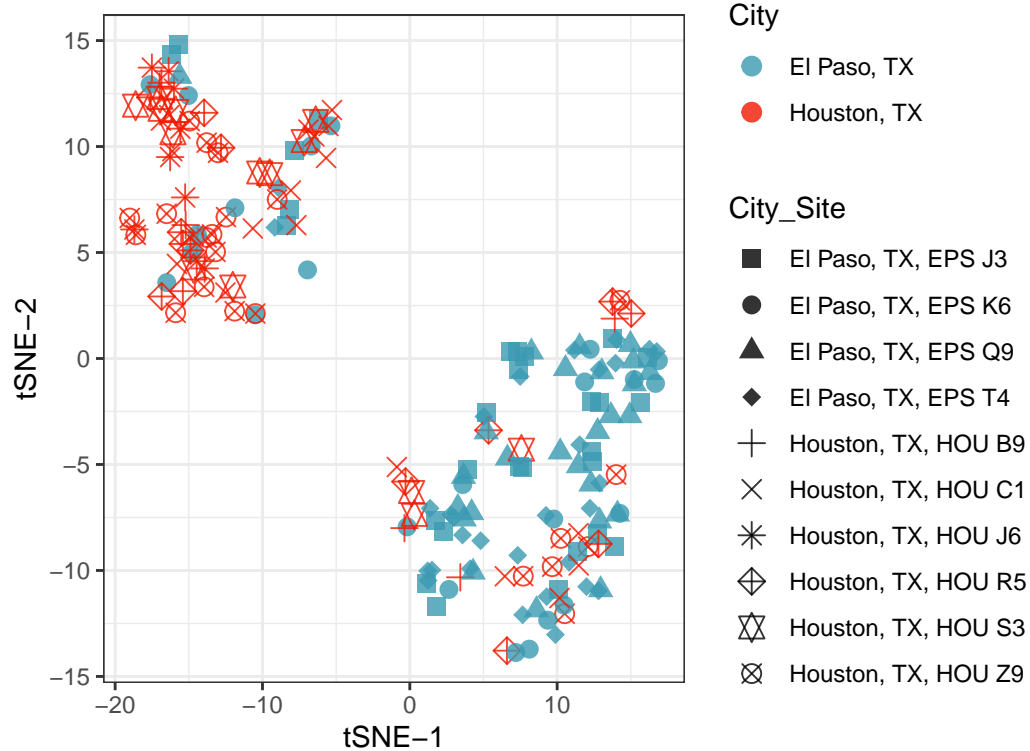 15
10
5
0
−5
−10
−15
tSNE−2
−20
−10
0
10
tSNE−1
City
El Paso, TX
Houston, TX
City_Site
El Paso, TX, EPS J3
El Paso, TX, EPS K6
El Paso, TX, EPS Q9
El Paso, TX, EPS T4
Houston, TX, HOU B9
Houston, TX, HOU C1
Houston, TX, HOU J6
Houston, TX, HOU R5
Houston, TX, HOU S3
Houston, TX, HOU Z9